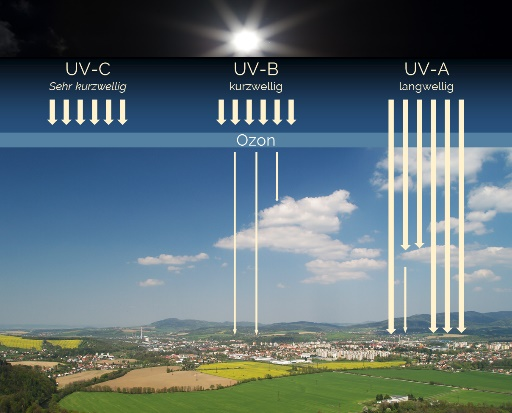 UV-C
Sehr kurzwellig
UV-B
kurzwellig
UV-A
langwellig
Ozon